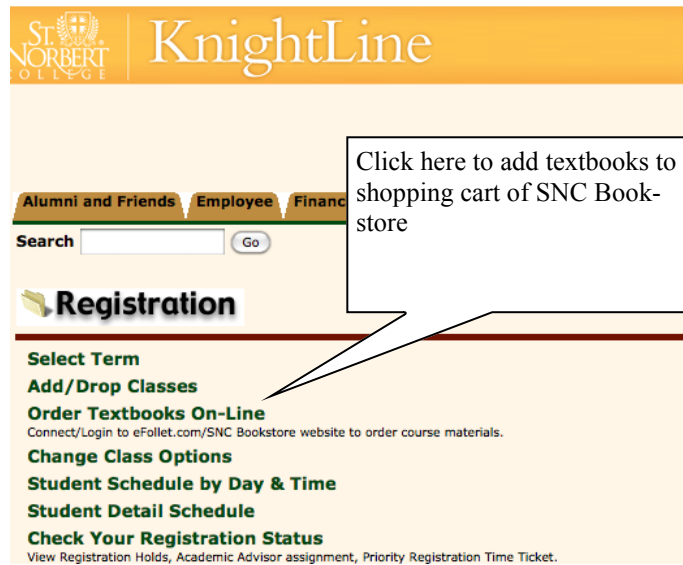 ST.
NORBERT
COLLEGE
KnightLine
Click here to add textbooks to
shopping cart of SNC Book-
store
Alumni and Friends Employee Financ
Search Go
Registration
Select Term
Add/Drop Classes
Order Textbooks On-Line
Connect/Login to eFollet.com/SNC Bookstore website to order course materials.
Change Class Options
Student Schedule by Day & Time
Student Detail Schedule
Check Your Registration Status
View Registration Holds, Academic Advisor assignment, Priority Registration Time Ticket.